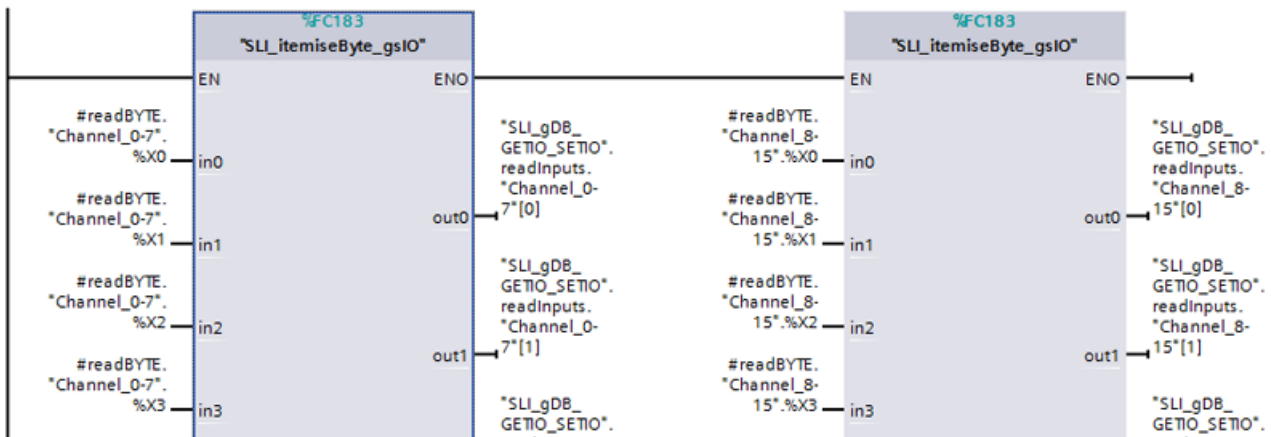 %FC183
"SLI_itemiseByte_gsIO"
EN
ENO
#readBYTE.
"Channel_0-7".
%X0
in0
"SLI_gDB_
GETIO_SETIO".
readInputs.
"Channel_0-
7"[0]
out0
#readBYTE.
"Channel_0-7".
%X1
in1
#readBYTE.
"Channel_0-7".
%X2
in2
"SLI_gDB_
GETIO_SETIO".
readInputs.
"Channel_0-
7"[1]
out1
#readBYTE.
"Channel_0-7".
%X3
in3
"SLI_gDB_
GETIO_SETIO".
%FC183
"SLI_itemiseByte_gsIO"
EN
ENO
#readBYTE.
"Channel_8-
15".%X0
in0
"SLI_gDB_
GETIO_SETIO".
readInputs.
"Channel_8-
15"[0]
out0
#readBYTE.
"Channel_8-
15".%X1
in1
#readBYTE.
"Channel_8-
15".%X2
in2
"SLI_gDB_
GETIO_SETIO".
readInputs.
"Channel_8-
15"[1]
out1
#readBYTE.
"Channel_8-
15".%X3
in3
"SLI_gDB_
GETIO_SETIO".